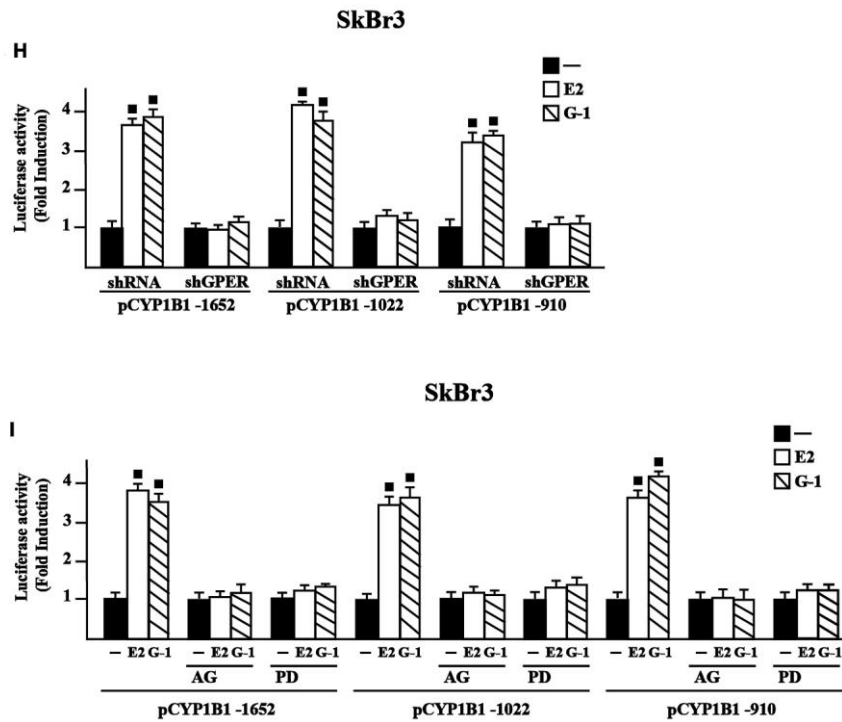 SkBr3
H
—
E2
G-1
Luciferase activity
(Fold Induction)
4
3
2
1
shRNA shGPER shRNA shGPER shRNA shGPER
pCYP1B1 -1652 pCYP1B1 -1022 pCYP1B1 -910
SkBr3
I
—
E2
G-1
Luciferase activity
(Fold Induction)
4
3
2
1
– E2 G-1 – E2 G-1 – E2 G-1 – E2 G-1 – E2 G-1 – E2 G-1 – E2 G-1 – E2 G-1 – E2 G-1
AG PD AG PD AG PD
pCYP1B1 -1652 pCYP1B1 -1022 pCYP1B1 -910